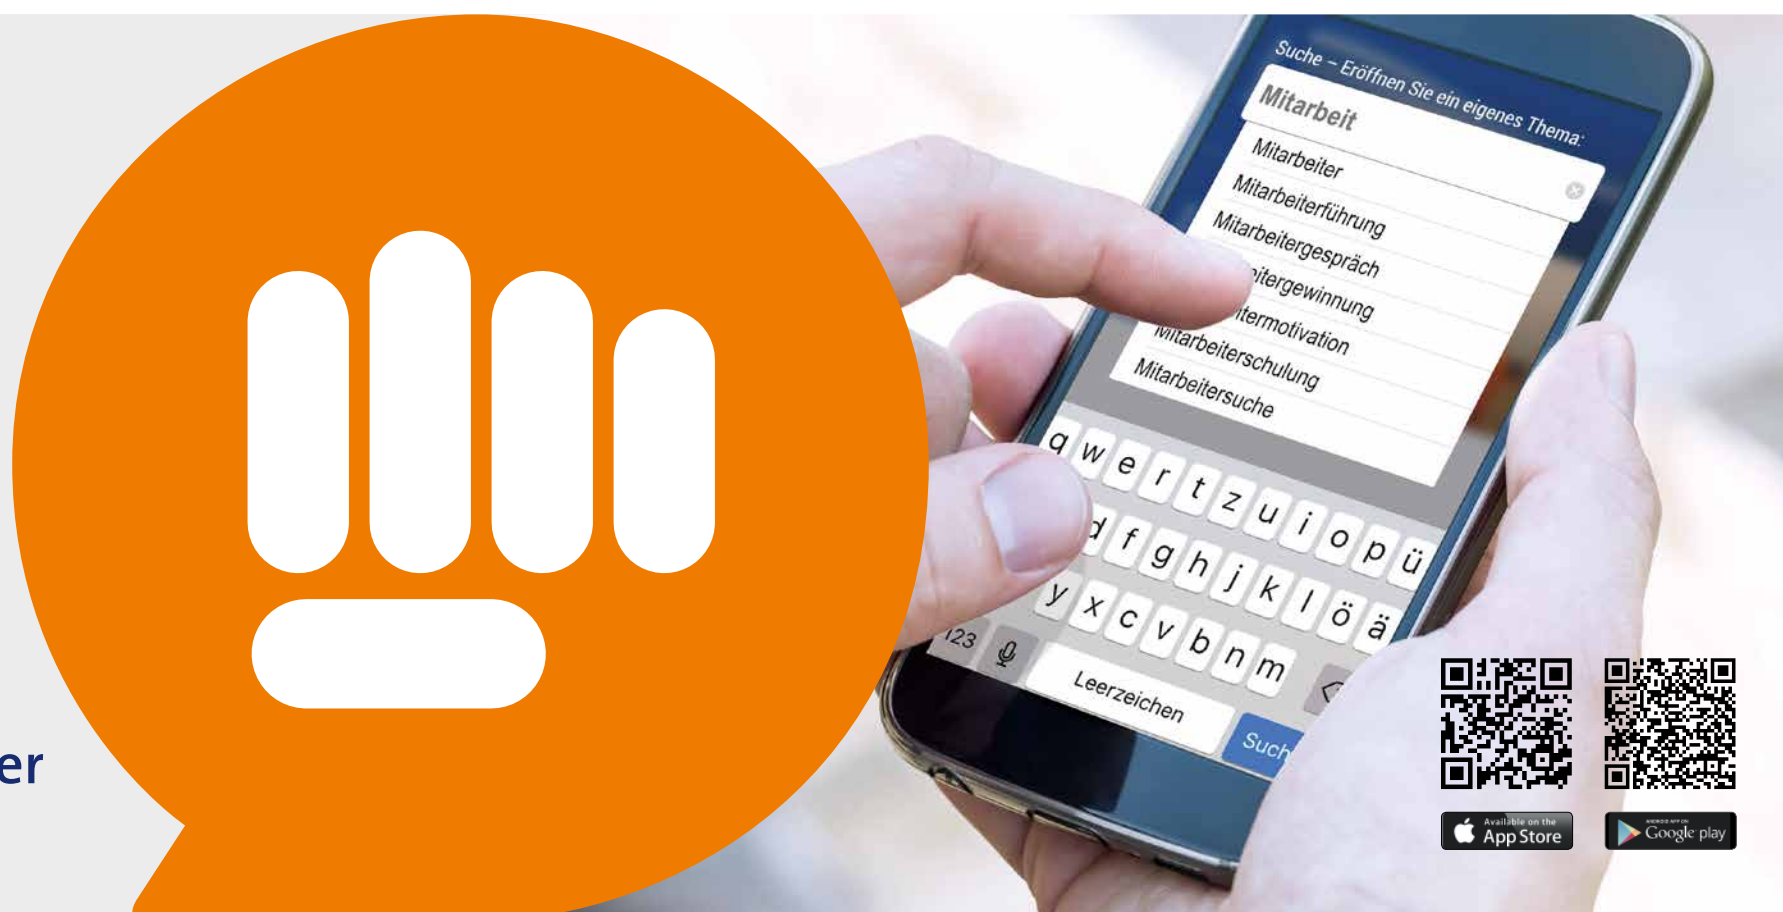 Suche – Eröffnen Sie ein eigenes Thema:
Mitarbeit
Mitarbeiter
Mitarbeiterführung
Mitarbeitergespräch
itergewinnung
itermotivation
Mitarbeiterschulung
Mitarbeitersuche
q w e r t z u i o p ü
d f g h j k l ö ä
y x c v b n m
123
Leerzeichen
Such
er
Available on the
App Store
ANDROID APP ON
Google play